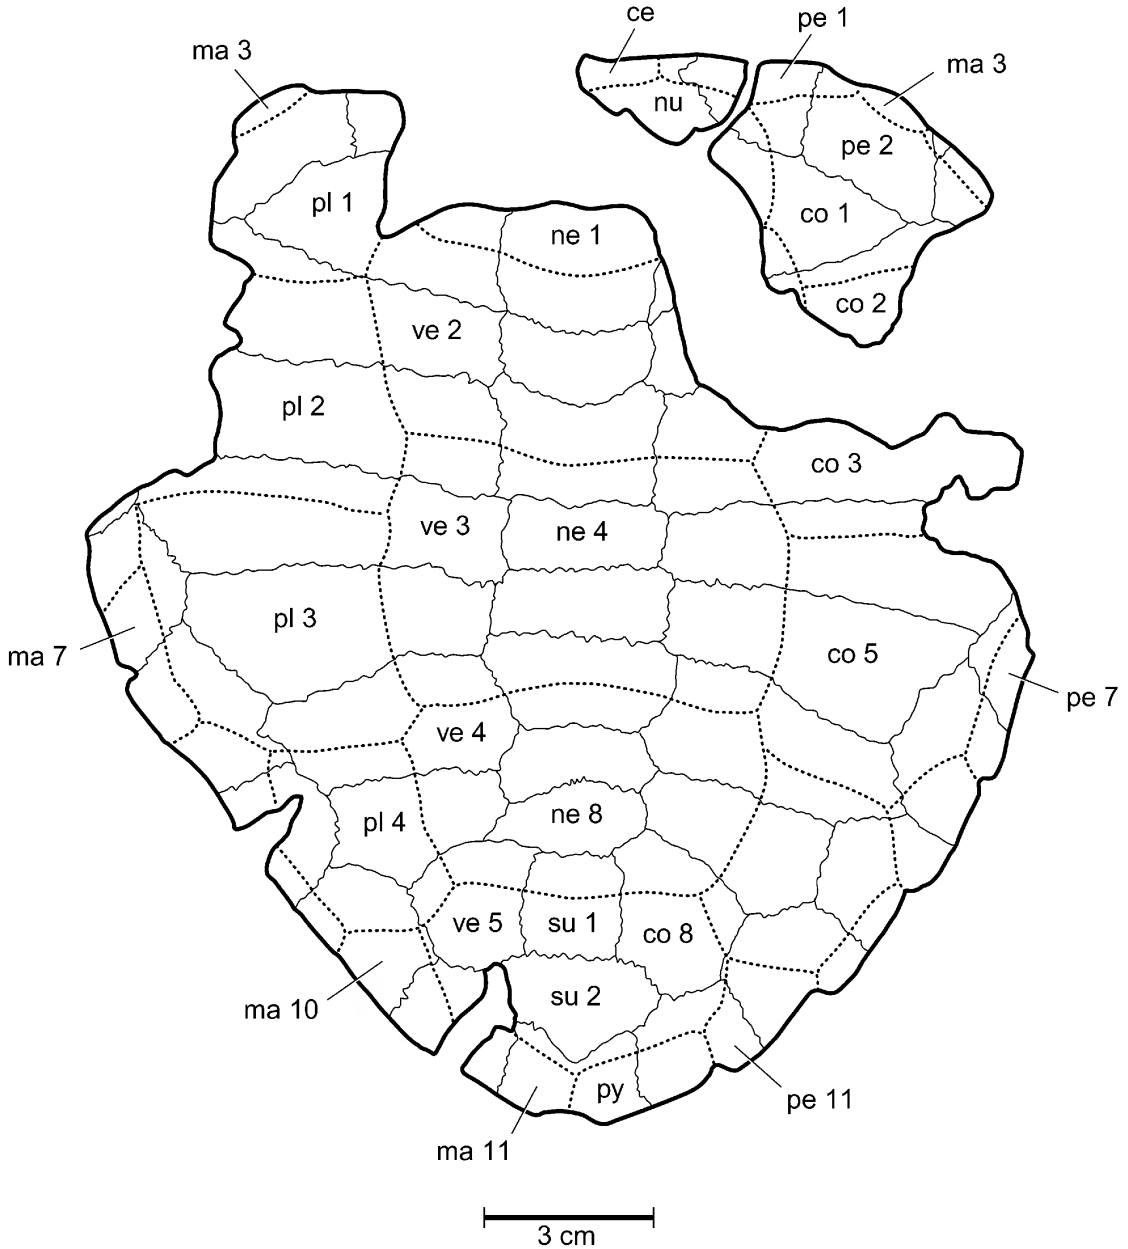 ce
pe 1
ma 3
ma 3
nu
pe 2
pl 1
co 1
ne 1
co 2
ve 2
pl 2
co 3
ve 3
ne 4
pl 3
ma 7
co 5
pe 7
ve 4
pl 4
ne 8
ve 5
su 1
co 8
su 2
ma 10
py
pe 11
ma 11
3 cm